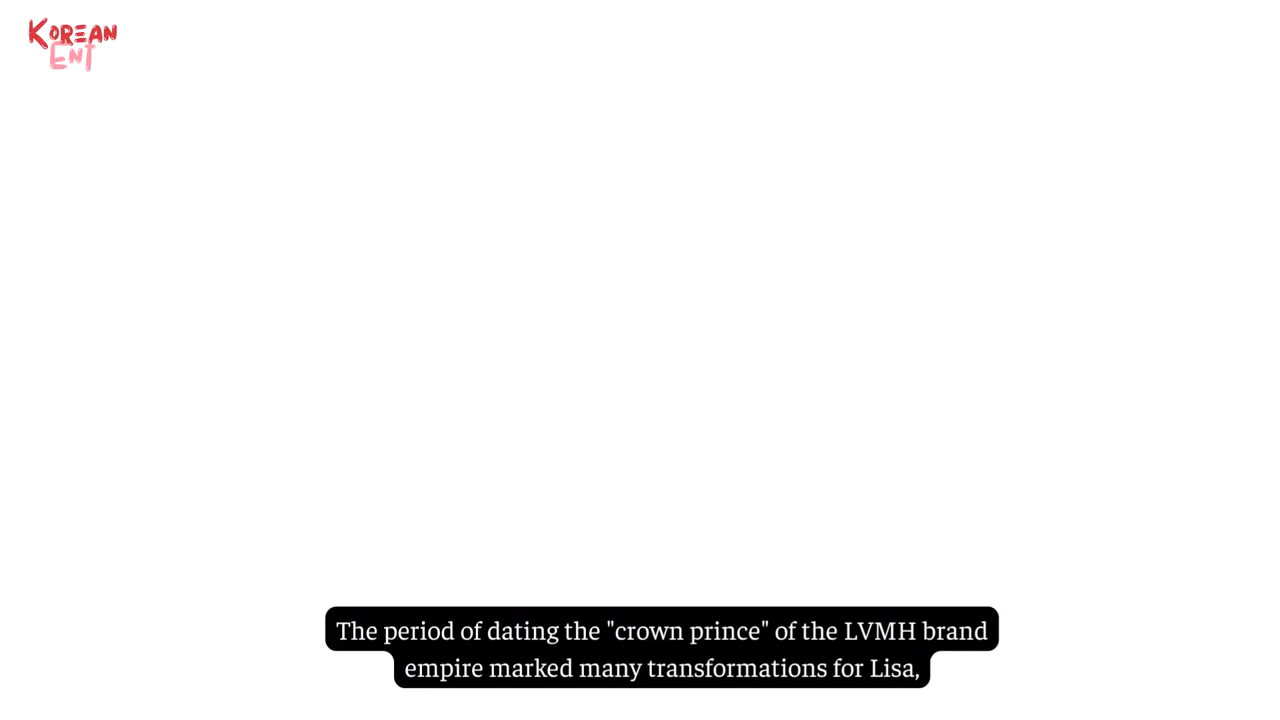 KOREAN
ENT
The period of dating the "crown prince" of the LVMH brand
empire marked many transformations for Lisa,